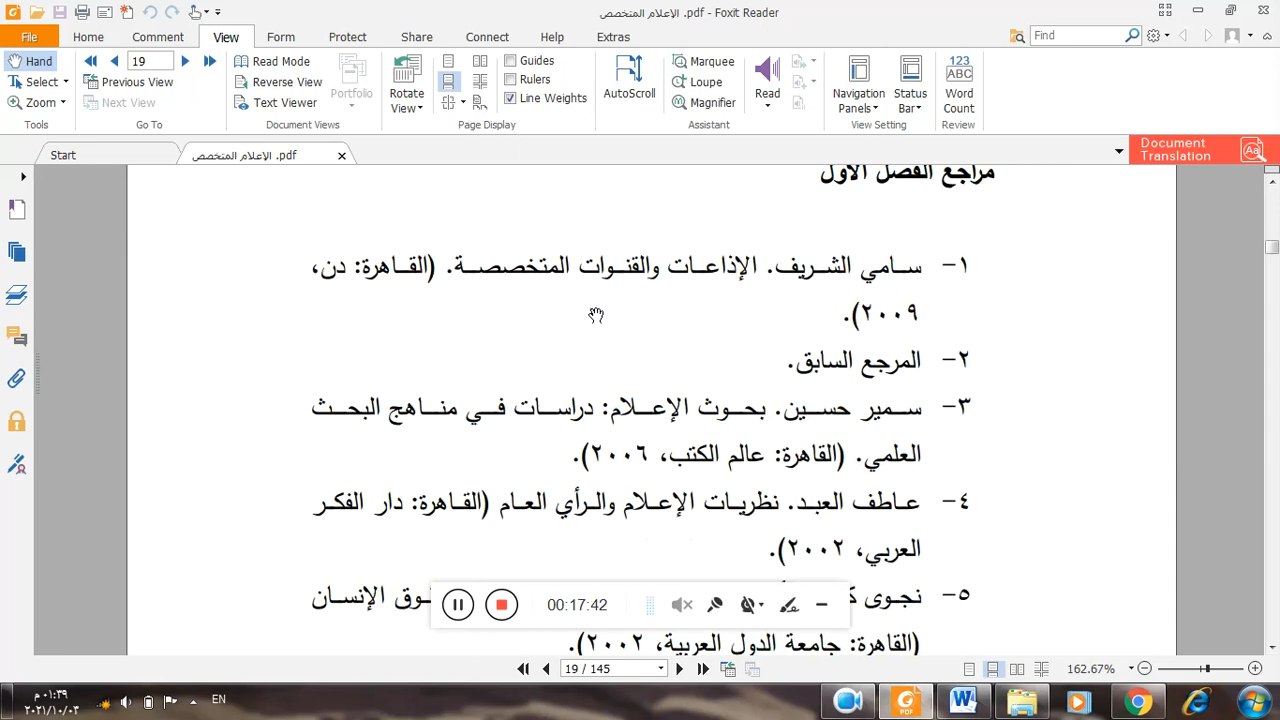 الإعلام المتخصص .pdf - Foxit Reader
File Home Comment View Form Protect Share Connect Help Extras Find
Hand 19 Read Mode Guides Marquee
Select Previous View Reverse View Rulers Loupe
Zoom Next View Text Viewer Line Weights Magnifier
Portfolio Rotate View AutoScroll Read Navigation Panels Status Bar 123 ABC Word Count
Tools Go To Document Views Page Display Assistant View Setting Review
Start الإعلام المتخصص .pdf Document Translation
مراجع الفصل الأول
١- سامي الشريف. الإذاعات والقنوات المتخصصة. (القاهرة: دن،
٢٠٠٩).
٢- المرجع السابق.
٣- سمير حسين. بحوث الإعلام: دراسات في مناهج البحث
العلمي. (القاهرة: عالم الكتب، ٢٠٠٦).
٤- عاطف العبد. نظريات الإعلام والرأي العام (القاهرة: دار الفكر
العربي، ٢٠٠٢).
٥- نجوى الإنسان
(القاهرة: جامعة الدول العربية، ٢٠٠٢).
00:17:42
19 / 145 162.67%
٠١:٣٩ م
٢٠٢١/١٠/٠٣
EN